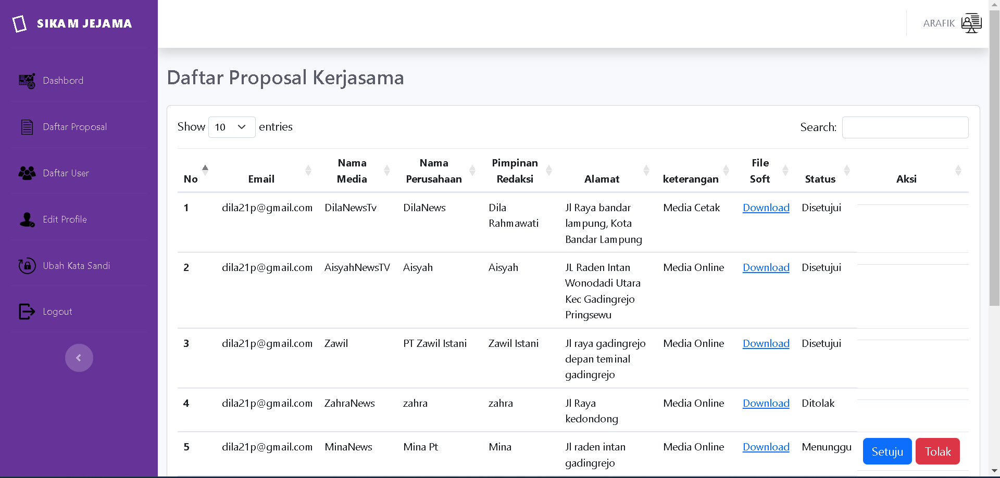 SIKAM JEJAMA
ARAFIK
Dashbord
Daftar Proposal
Daftar User
Edit Profile
Ubah Kata Sandi
Logout
Daftar Proposal Kerjasama
Show 10 entries
Search:
No Email Nama Media Nama Perusahaan Pimpinan Redaksi Alamat keterangan File Soft Status Aksi
1 dila21p@gmail.com DilaNewsTv DilaNews Dila Rahmawati Jl Raya bandar lampung, Kota Bandar Lampung Media Cetak Download Disetujui
2 dila21p@gmail.com AisyahNewsTV Aisyah Aisyah JL Raden Intan Wonodadi Utara Kec Gadingrejo Pringsewu Media Online Download Disetujui
3 dila21p@gmail.com Zawil PT Zawil Istani Zawil Istani Jl raya gadingrejo depan teminal gadingrejo Media Online Download Disetujui
4 dila21p@gmail.com ZahraNews zahra zahra Jl Raya kedondong Media Online Download Ditolak
5 dila21p@gmail.com MinaNews Mina Pt Mina Jl raden intan gadingrejo Media Online Download Menunggu Setuju Tolak